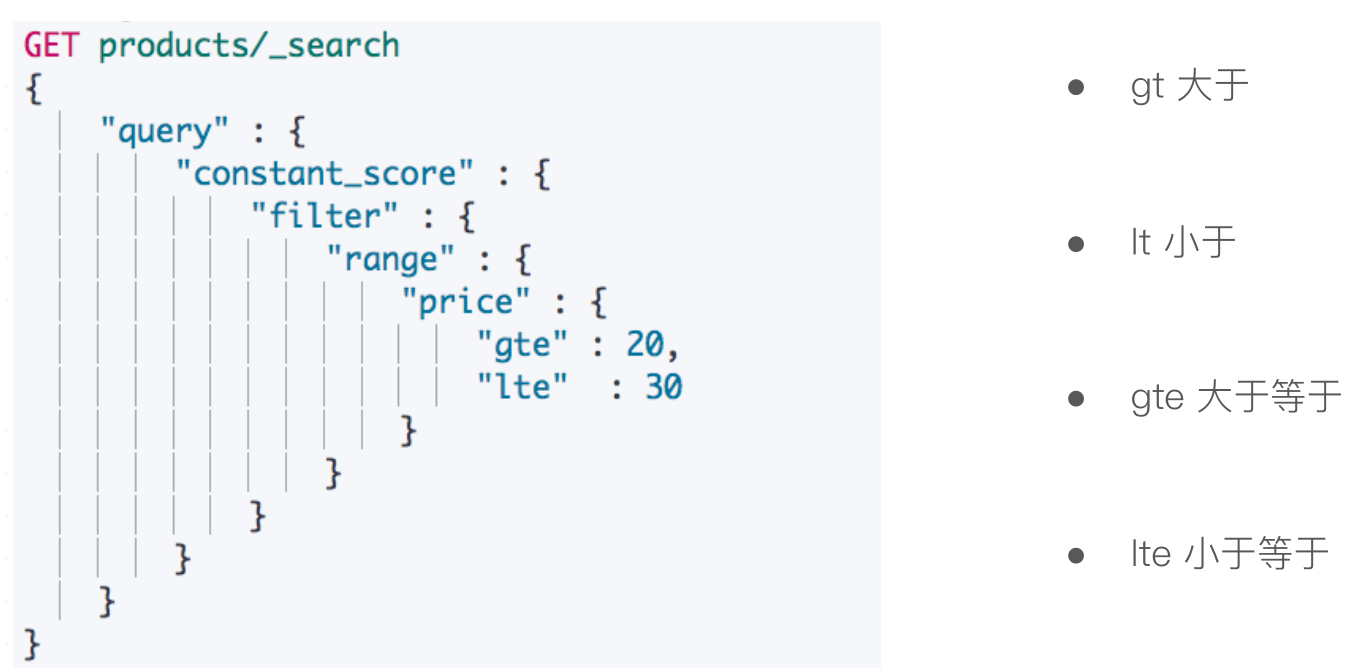 GET products/_search
{
"query" : {
"constant_score" : {
"filter" : {
"range" : {
"price" : {
"gte" : 20,
"lte"  : 30
}
}
}
}
}
}
● gt 大于
● lt 小于
● gte 大于等于
● lte 小于等于